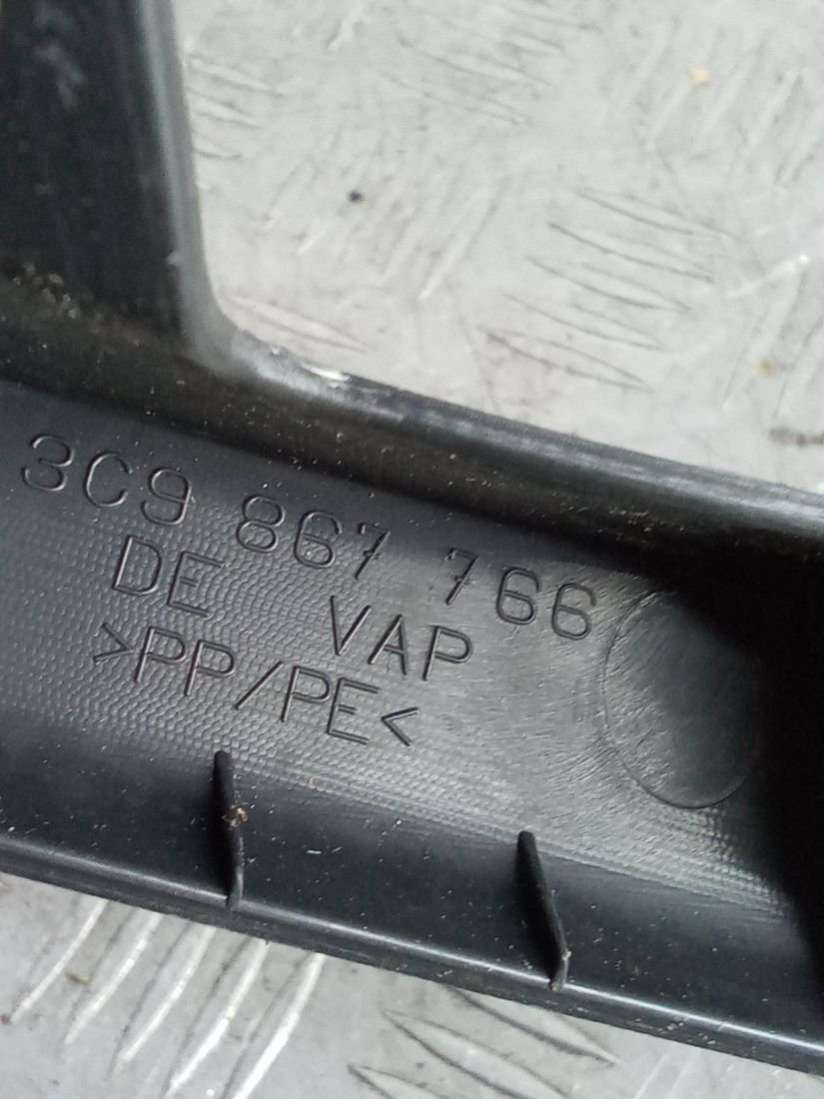 3C9 867 766
DE VAP
>PP/PE<